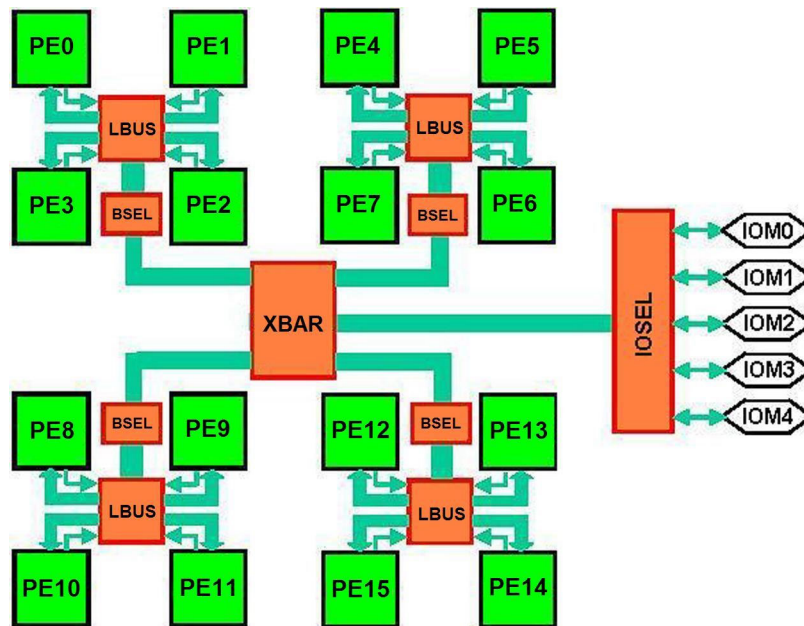 PE0
PE1
PE4
PE5
LBUS
LBUS
PE3
PE2
PE7
PE6
BSEL
BSEL
IOM0
IOM1
XBAR
IOSEL
IOM2
IOM3
BSEL
BSEL
IOM4
PE8
PE9
PE12
PE13
LBUS
LBUS
PE10
PE11
PE15
PE14